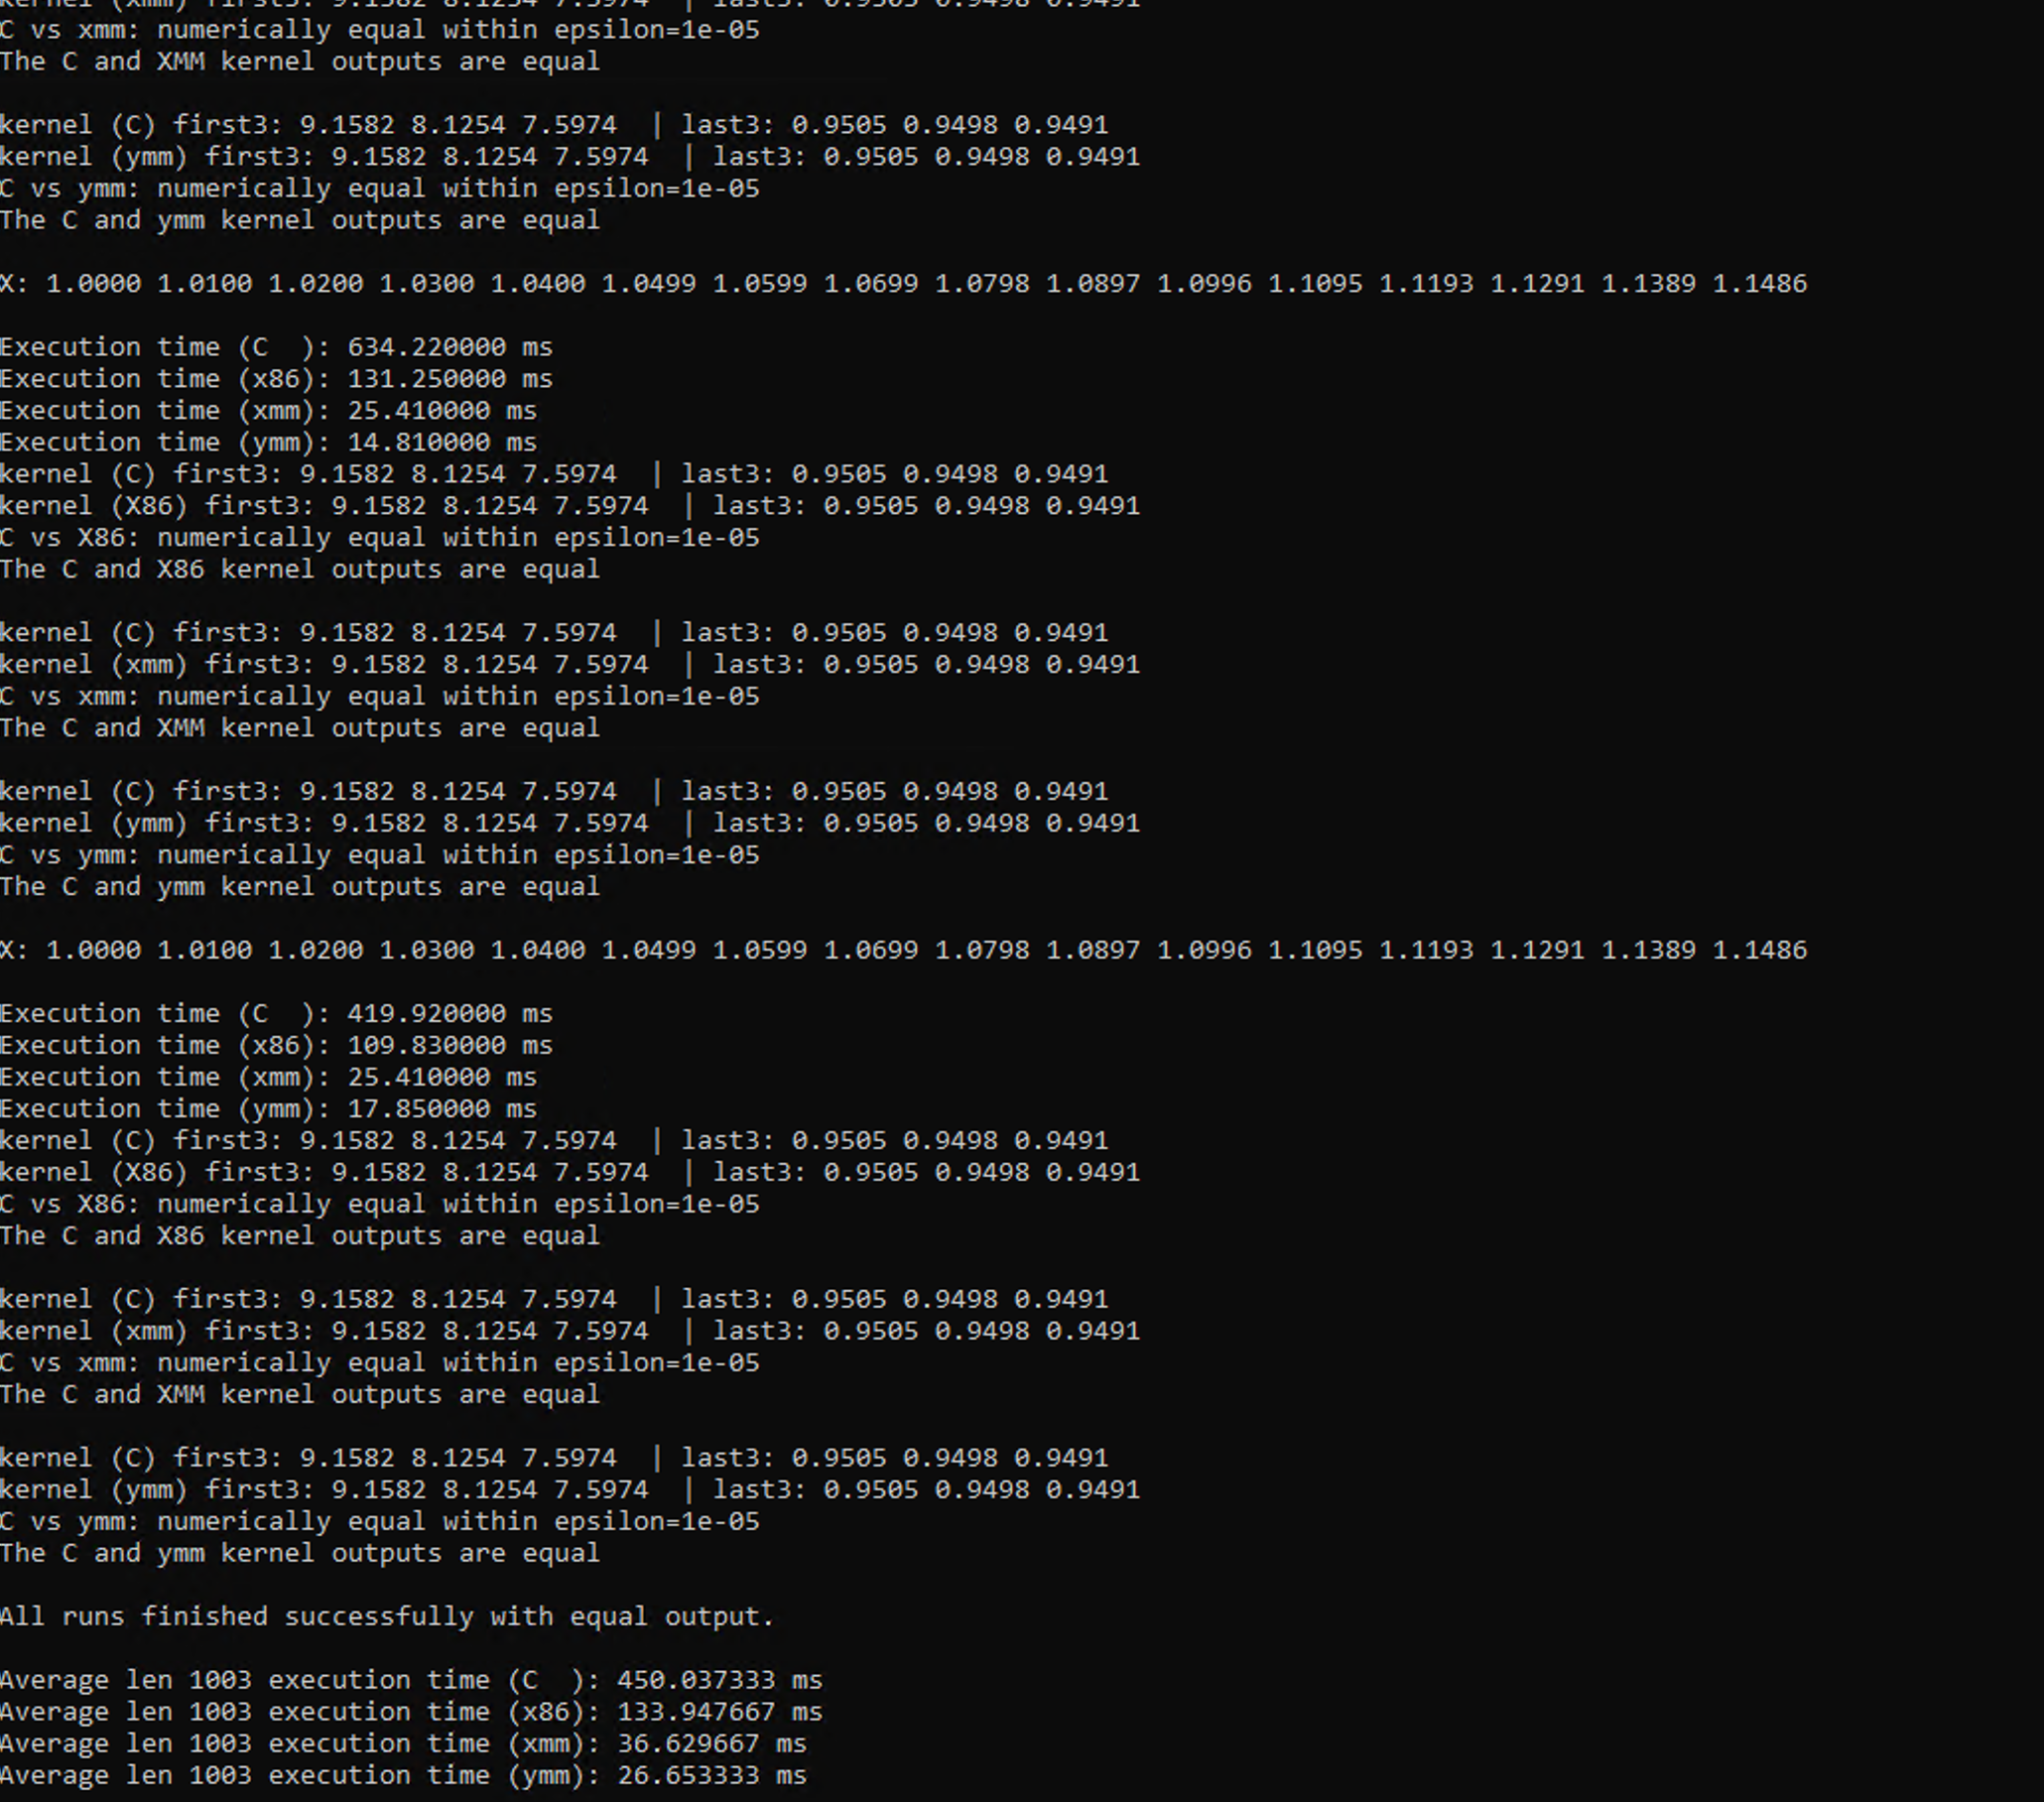 kernel (xmm) first3: 9.1582 8.1254 7.5974  | last3: 0.9505 0.9498 0.9491
C vs xmm: numerically equal within epsilon=1e-05
The C and XMM kernel outputs are equal
kernel (C) first3: 9.1582 8.1254 7.5974  | last3: 0.9505 0.9498 0.9491
kernel (ymm) first3: 9.1582 8.1254 7.5974  | last3: 0.9505 0.9498 0.9491
C vs ymm: numerically equal within epsilon=1e-05
The C and ymm kernel outputs are equal
X: 1.0000 1.0100 1.0200 1.0300 1.0400 1.0499 1.0599 1.0699 1.0798 1.0897 1.0996 1.1095 1.1193 1.1291 1.1389 1.1486
Execution time (C  ): 634.220000 ms
Execution time (x86): 131.250000 ms
Execution time (xmm): 25.410000 ms
Execution time (ymm): 14.810000 ms
kernel (C) first3: 9.1582 8.1254 7.5974  | last3: 0.9505 0.9498 0.9491
kernel (X86) first3: 9.1582 8.1254 7.5974  | last3: 0.9505 0.9498 0.9491
C vs X86: numerically equal within epsilon=1e-05
The C and X86 kernel outputs are equal
kernel (C) first3: 9.1582 8.1254 7.5974  | last3: 0.9505 0.9498 0.9491
kernel (xmm) first3: 9.1582 8.1254 7.5974  | last3: 0.9505 0.9498 0.9491
C vs xmm: numerically equal within epsilon=1e-05
The C and XMM kernel outputs are equal
kernel (C) first3: 9.1582 8.1254 7.5974  | last3: 0.9505 0.9498 0.9491
kernel (ymm) first3: 9.1582 8.1254 7.5974  | last3: 0.9505 0.9498 0.9491
C vs ymm: numerically equal within epsilon=1e-05
The C and ymm kernel outputs are equal
X: 1.0000 1.0100 1.0200 1.0300 1.0400 1.0499 1.0599 1.0699 1.0798 1.0897 1.0996 1.1095 1.1193 1.1291 1.1389 1.1486
Execution time (C  ): 419.920000 ms
Execution time (x86): 109.830000 ms
Execution time (xmm): 25.410000 ms
Execution time (ymm): 17.850000 ms
kernel (C) first3: 9.1582 8.1254 7.5974  | last3: 0.9505 0.9498 0.9491
kernel (X86) first3: 9.1582 8.1254 7.5974  | last3: 0.9505 0.9498 0.9491
C vs X86: numerically equal within epsilon=1e-05
The C and X86 kernel outputs are equal
kernel (C) first3: 9.1582 8.1254 7.5974  | last3: 0.9505 0.9498 0.9491
kernel (xmm) first3: 9.1582 8.1254 7.5974  | last3: 0.9505 0.9498 0.9491
C vs xmm: numerically equal within epsilon=1e-05
The C and XMM kernel outputs are equal
kernel (C) first3: 9.1582 8.1254 7.5974  | last3: 0.9505 0.9498 0.9491
kernel (ymm) first3: 9.1582 8.1254 7.5974  | last3: 0.9505 0.9498 0.9491
C vs ymm: numerically equal within epsilon=1e-05
The C and ymm kernel outputs are equal
All runs finished successfully with equal output.
Average len 1003 execution time (C  ): 450.037333 ms
Average len 1003 execution time (x86): 133.947667 ms
Average len 1003 execution time (xmm): 36.629667 ms
Average len 1003 execution time (ymm): 26.653333 ms